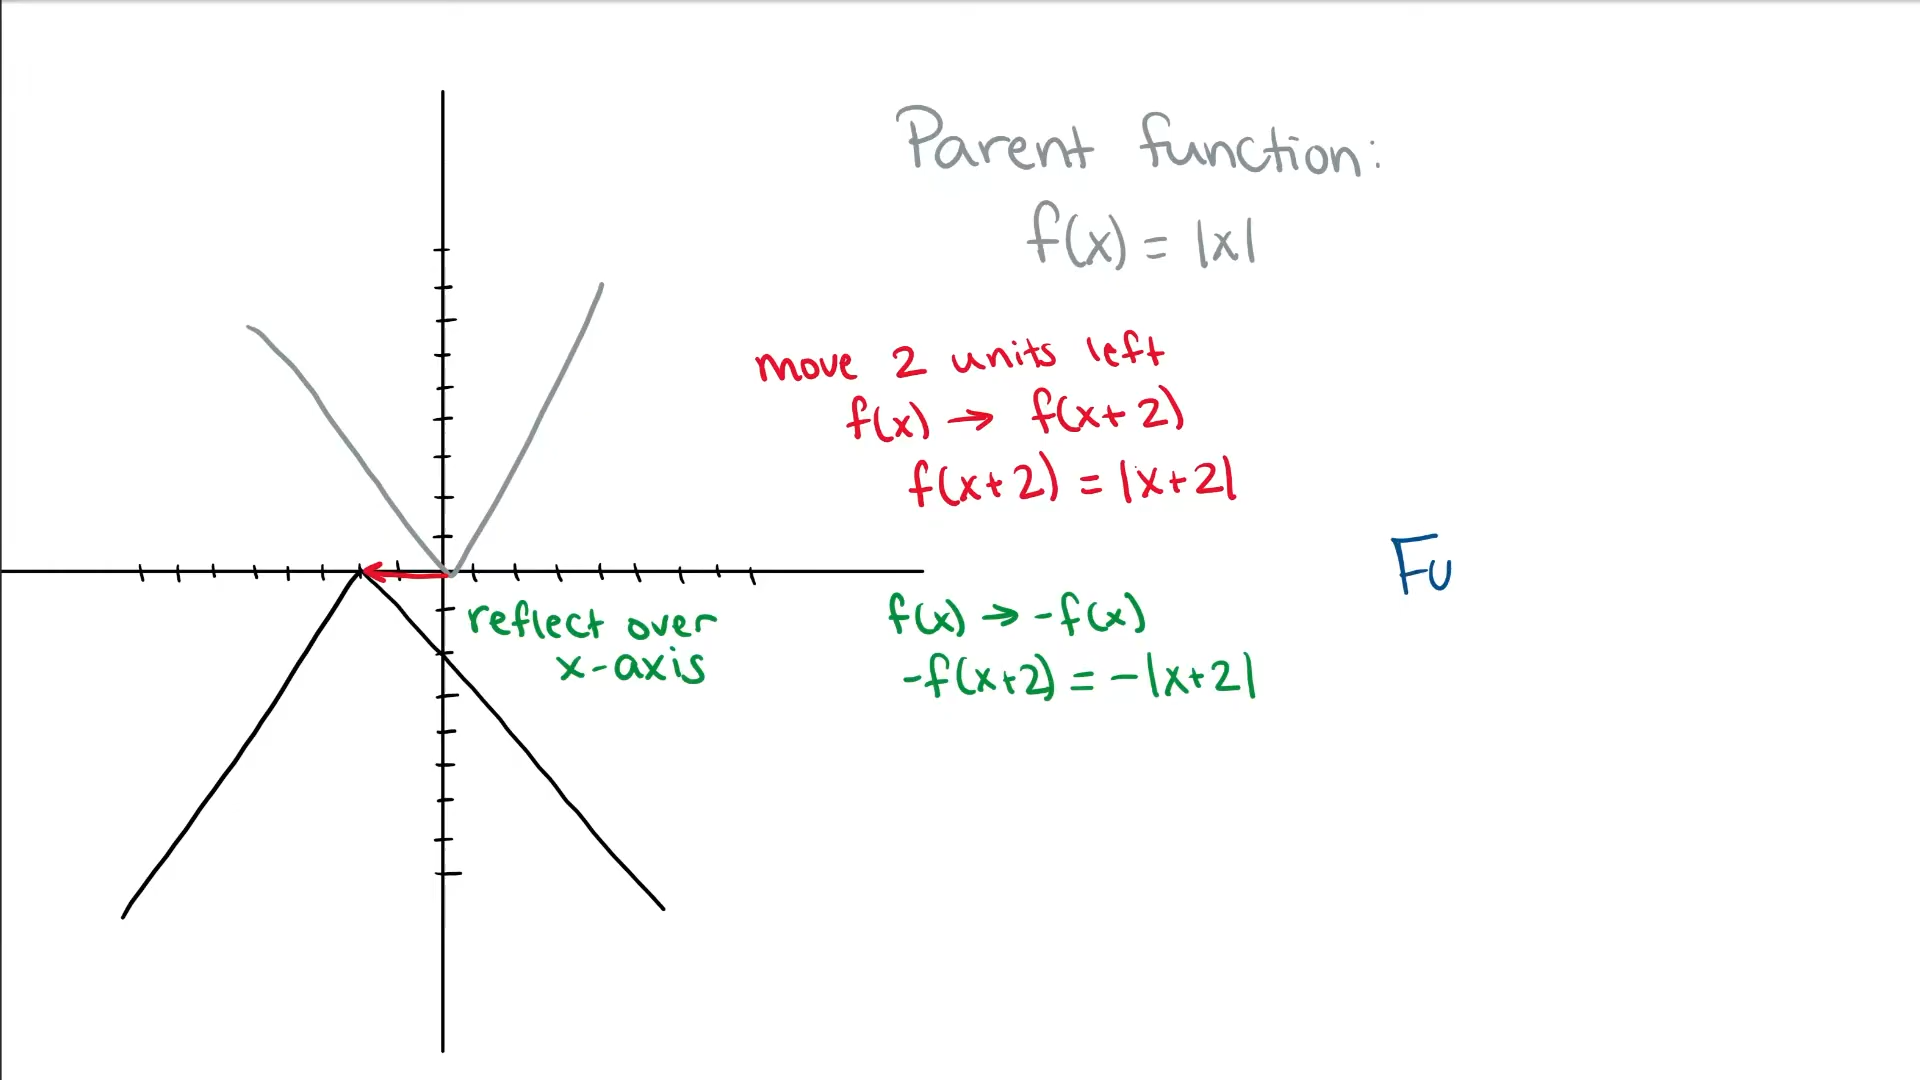 Parent function:
f(x) = |x|
move 2 units left
f(x) → f(x+2)
f(x+2) = |x+2|
Fu
reflect over
x-axis
f(x) → -f(x)
-f(x+2) = -|x+2|